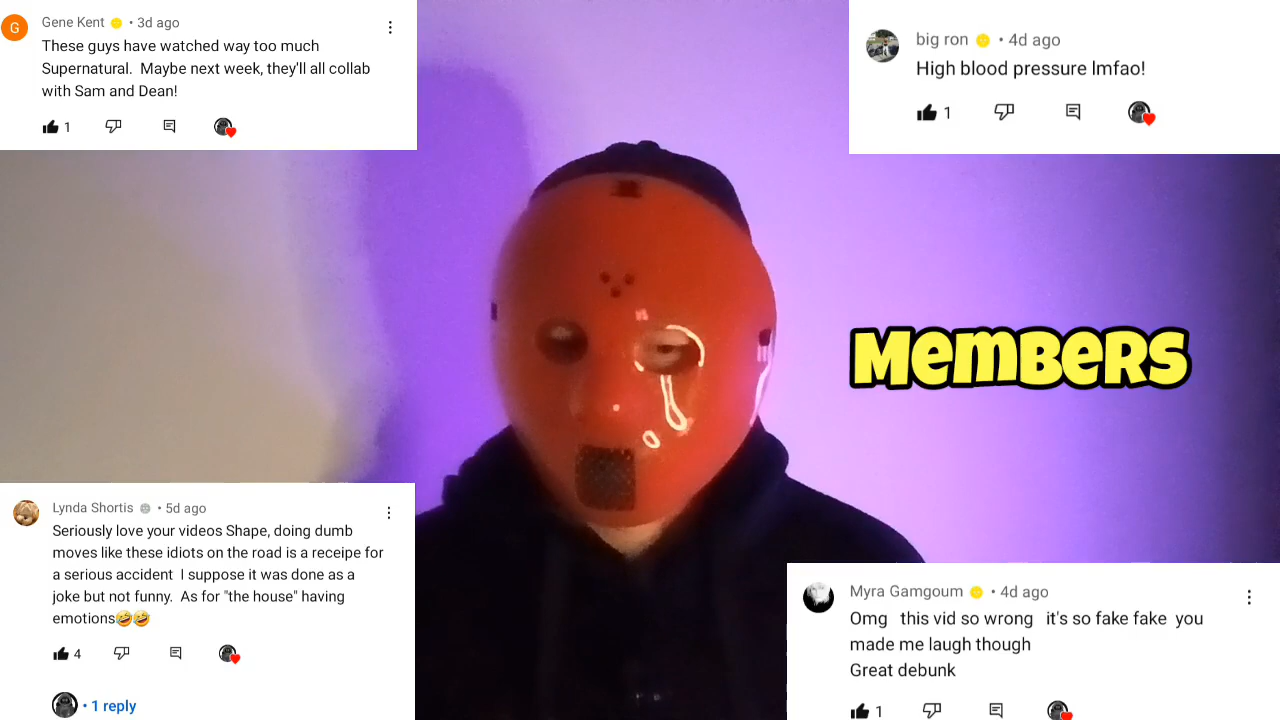 G
Gene Kent • 3d ago
These guys have watched way too much
Supernatural. Maybe next week, they'll all collab
with Sam and Dean!
1
big ron • 4d ago
High blood pressure lmfao!
1
MeMBeRS
Lynda Shortis • 5d ago
Seriously love your videos Shape, doing dumb
moves like these idiots on the road is a receipe for
a serious accident I suppose it was done as a
joke but not funny. As for "the house" having
emotions🤣🤣
4
• 1 reply
Myra Gamgoum • 4d ago
Omg this vid so wrong it's so fake fake you
made me laugh though
Great debunk
1